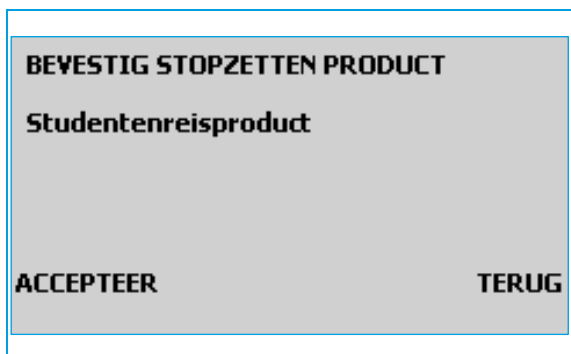 BEVESTIG STOPZETTEN PRODUCT
Studentenreisproduct
ACCEPTEER TERUG